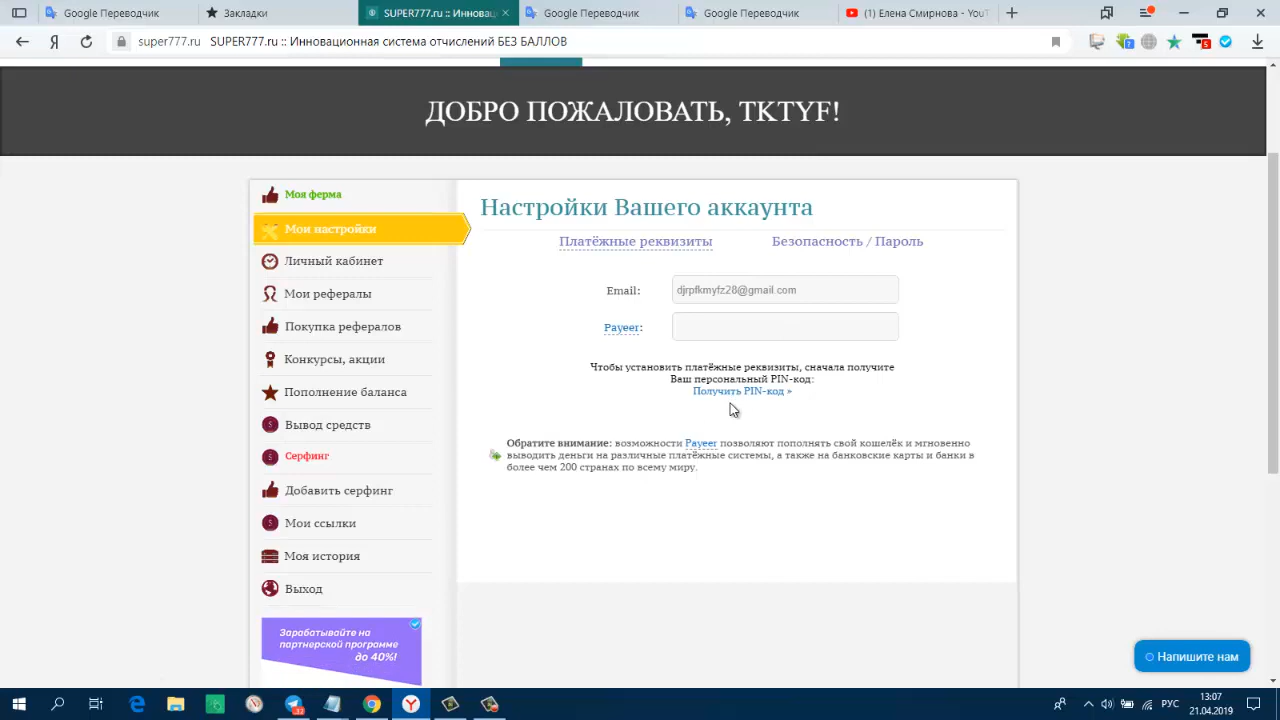 Google Переводчик
Закладки
SUPER777.ru :: Инновацис
Google Переводчик
Google Переводчик
(1) Елена Смирнова - YouT
super777.ru SUPER777.ru :: Инновационная система отчислений БЕЗ БАЛЛОВ
7
5
ДОБРО ПОЖАЛОВАТЬ, TKTYF!
Моя ферма
Мои настройки
Личный кабинет
Мои рефералы
Покупка рефералов
Конкурсы, акции
Пополнение баланса
Вывод средств
Серфинг
Добавить серфинг
Мои ссылки
Моя история
Выход
Зарабатывайте на
партнерской программе
до 40%!
Настройки Вашего аккаунта
Платёжные реквизиты Безопасность / Пароль
Email: djrpfkmyfz28@gmail.com
Payeer:
Чтобы установить платёжные реквизиты, сначала получите
Ваш персональный PIN-код:
Получить PIN-код »
Обратите внимание: возможности Payeer позволяют пополнять свой кошелёк и мгновенно
выводить деньги на различные платёжные системы, а также на банковские карты и банки в
более чем 200 странах по всему миру.
Напишите нам
РУС
13:07
21.04.2019